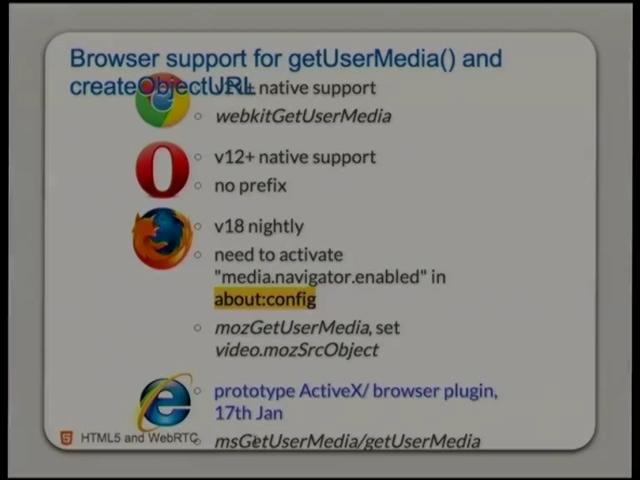 Browser support for getUserMedia() and
createObjectURL
native support
webkitGetUserMedia
v12+ native support
no prefix
v18 nightly
need to activate
"media.navigator.enabled" in
about:config
mozGetUserMedia, set
video.mozSrcObject
prototype ActiveX/ browser plugin,
17th Jan
HTML5 and WebRTC
msGetUserMedia/getUserMedia